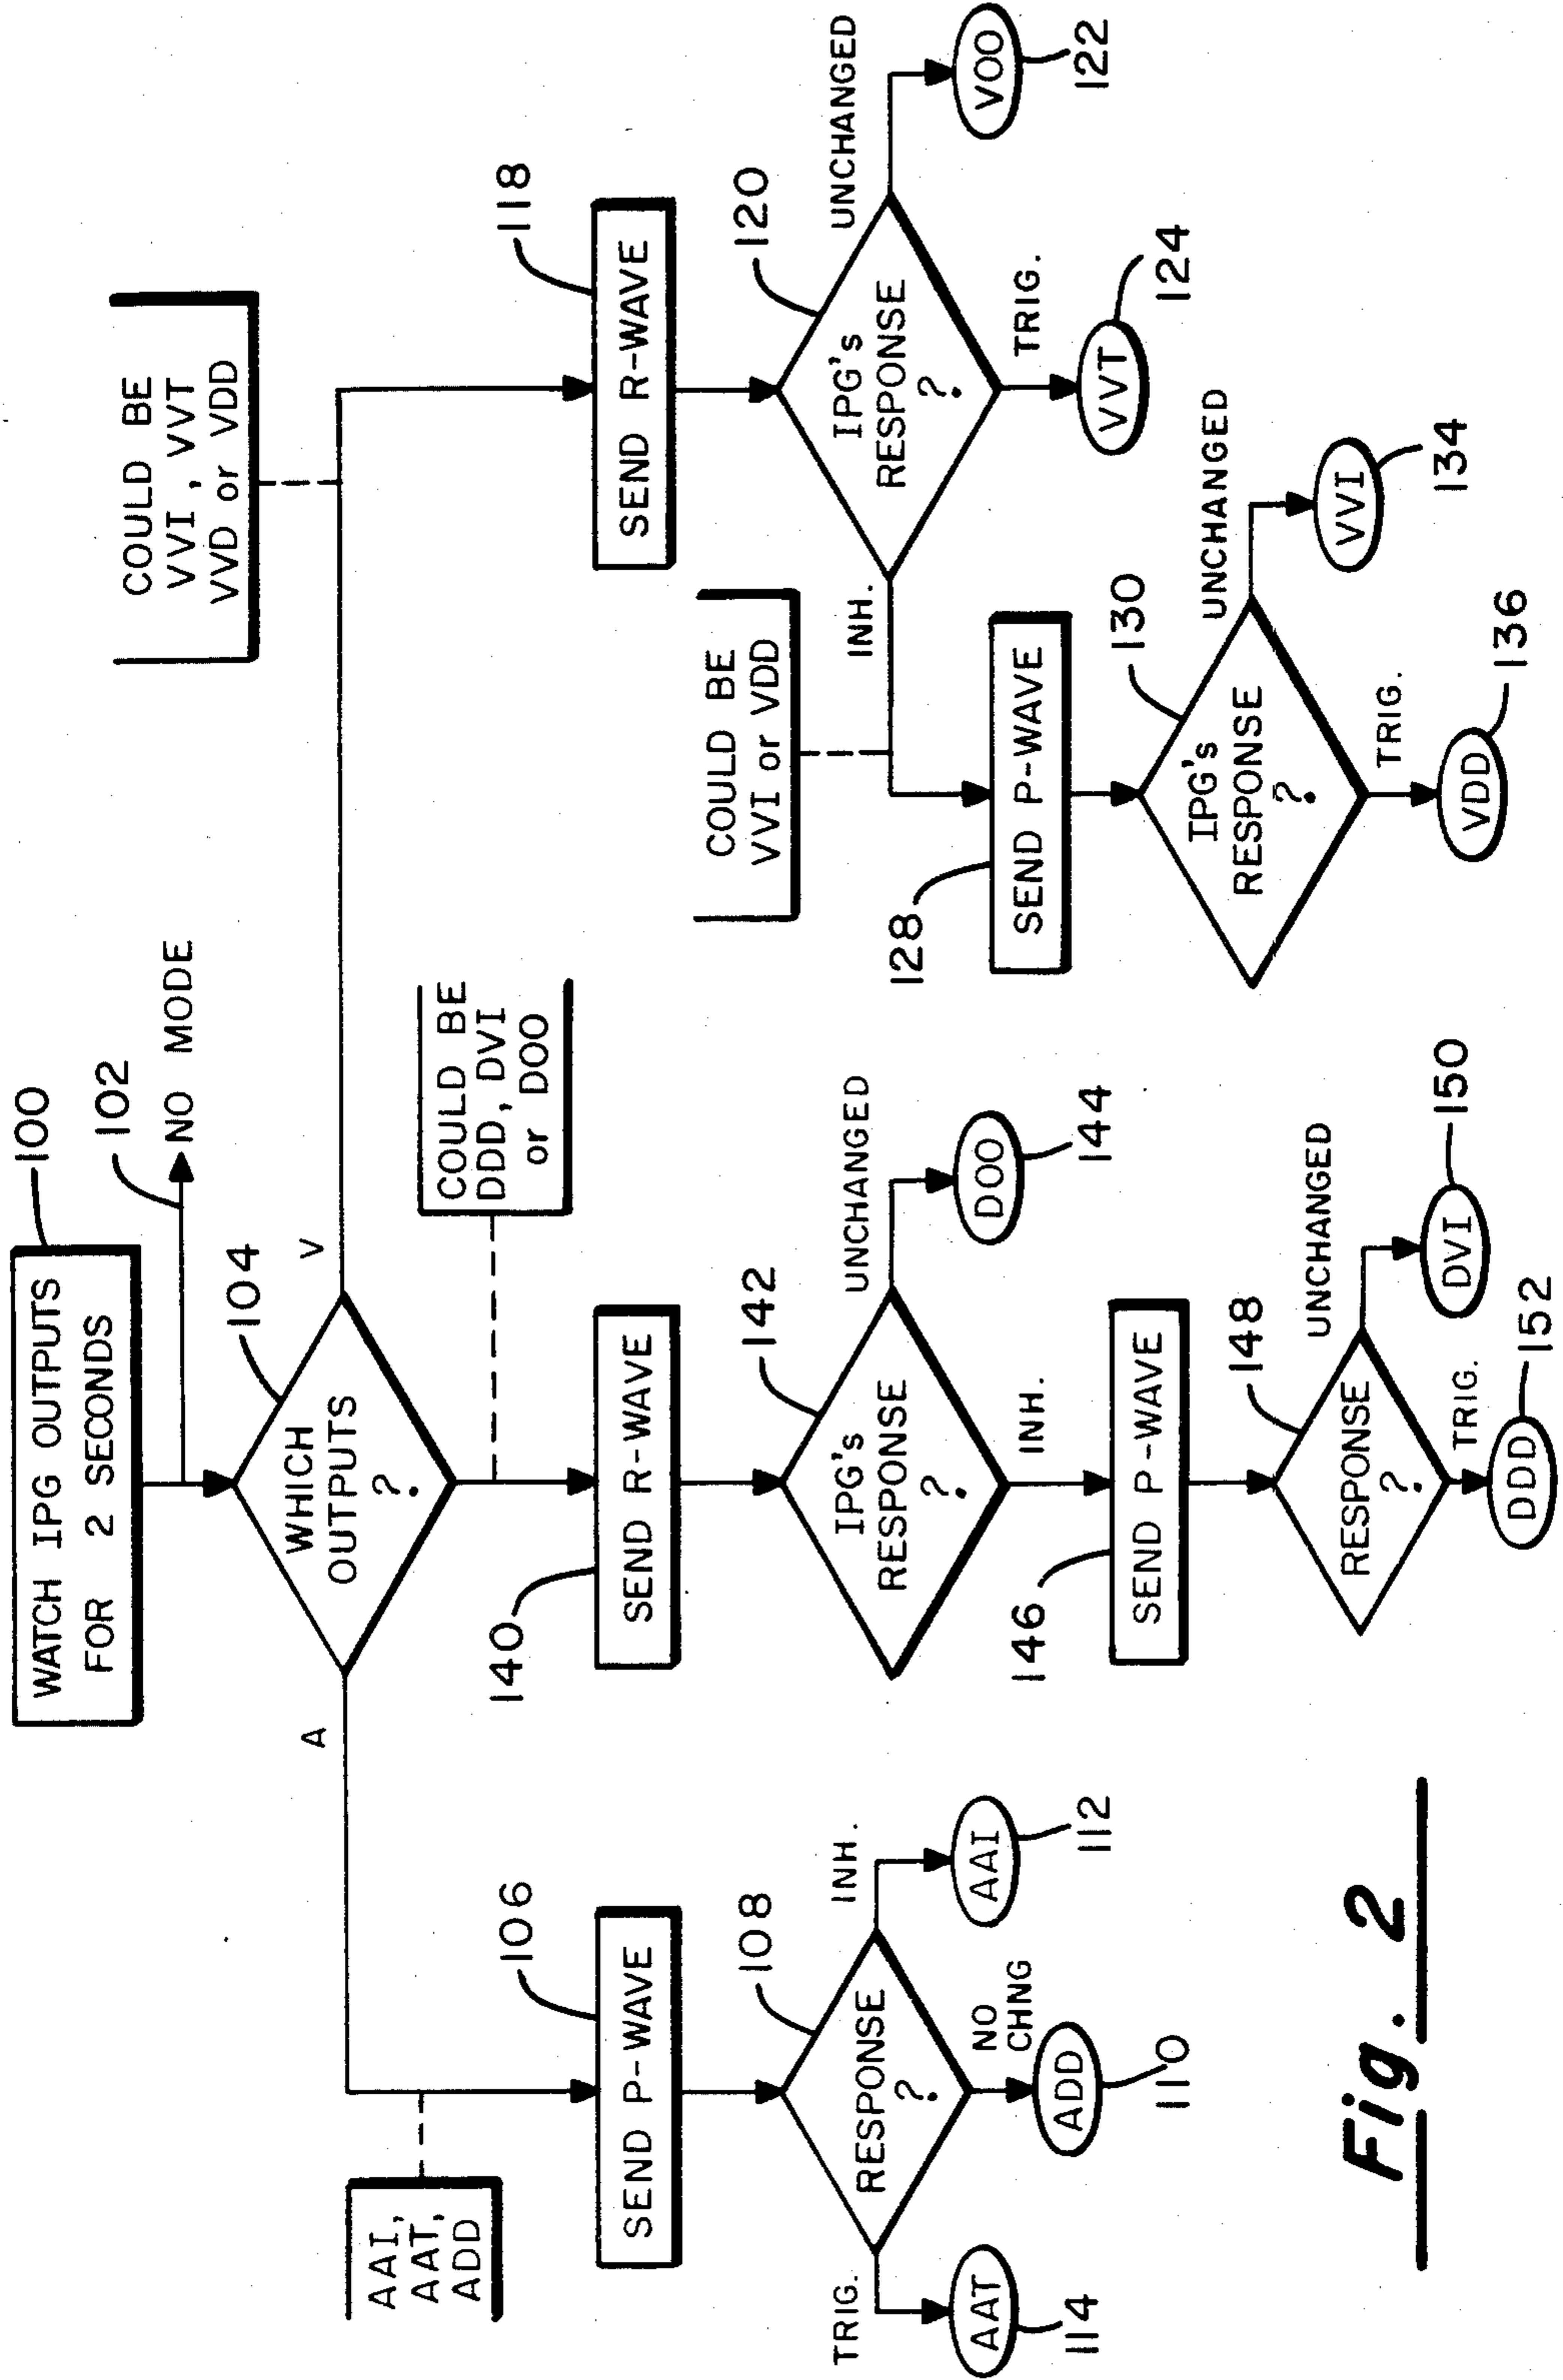 WATCH IPG OUTPUTS
FOR 2 SECONDS
100
102
NO MODE
WHICH
OUTPUTS
?
104
A
V
AAI,
AAT,
ADD
SEND P-WAVE
106
RESPONSE
?
108
TRIG.
AAT
114
NO
CHNG
ADD
110
INH.
AAI
112
COULD BE
DDD, DVI
or DOO
SEND R-WAVE
140
IPG's
RESPONSE
?
142
UNCHANGED
DOO
144
INH.
SEND P-WAVE
146
RESPONSE
?
148
UNCHANGED
DVI
150
TRIG.
DDD
152
COULD BE
VVI, VVT
VVD or VDD
SEND R-WAVE
118
IPG's
RESPONSE
?
120
UNCHANGED
VOO
122
TRIG.
VVT
124
INH.
COULD BE
VVI or VDD
SEND P-WAVE
128
IPG's
RESPONSE
?
130
UNCHANGED
VVI
134
TRIG.
VDD
136
Fig. 2